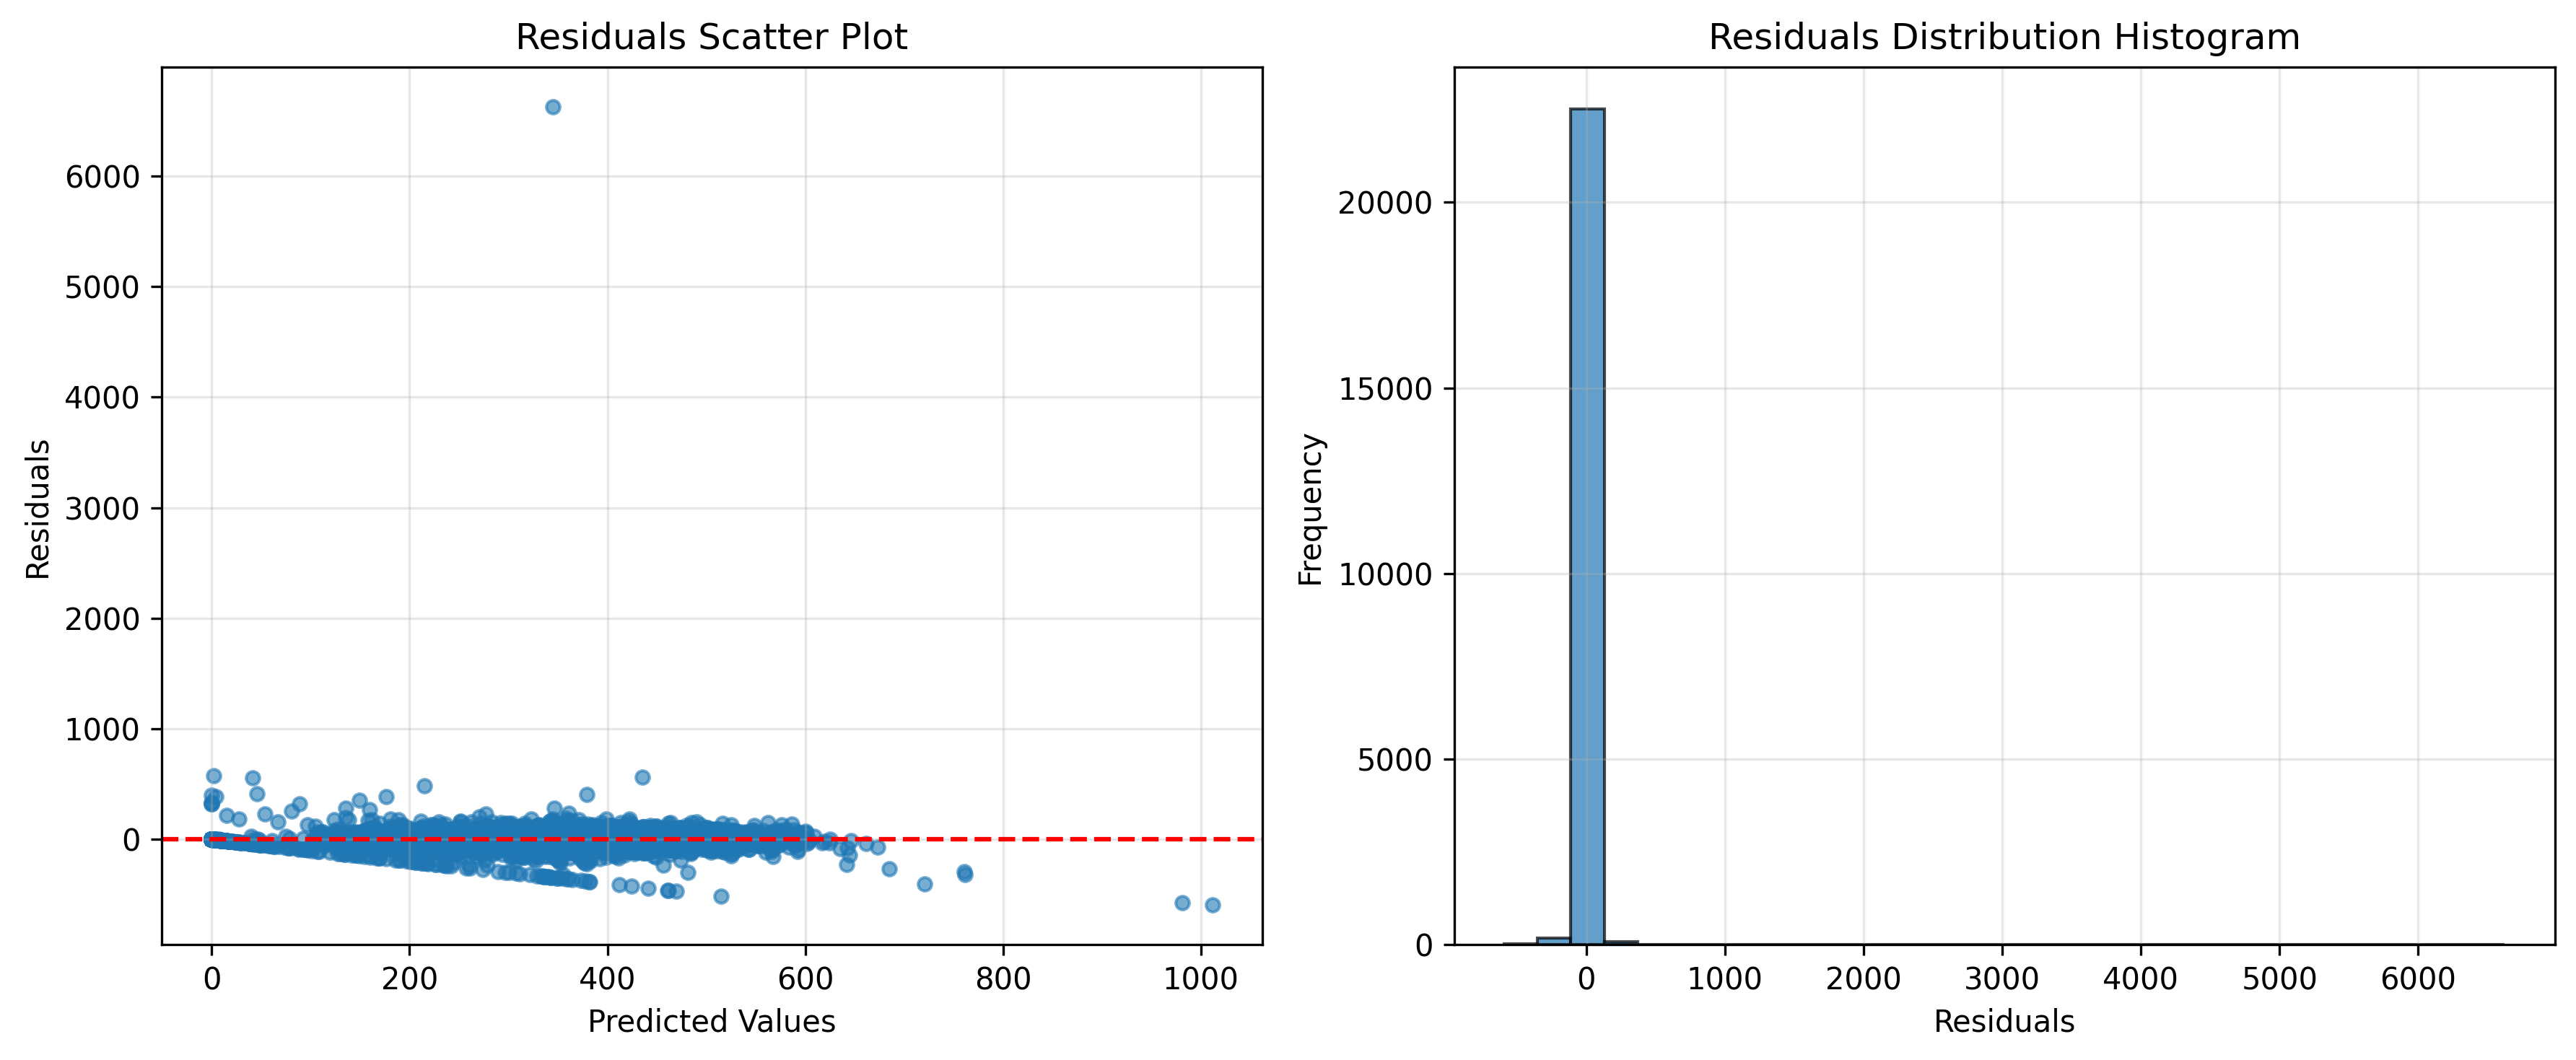 Residuals Scatter Plot
6000
5000
4000
3000
2000
1000
0
Residuals
0 200 400 600 800 1000
Predicted Values
Residuals Distribution Histogram
20000
15000
10000
5000
0
Frequency
0 1000 2000 3000 4000 5000 6000
Residuals